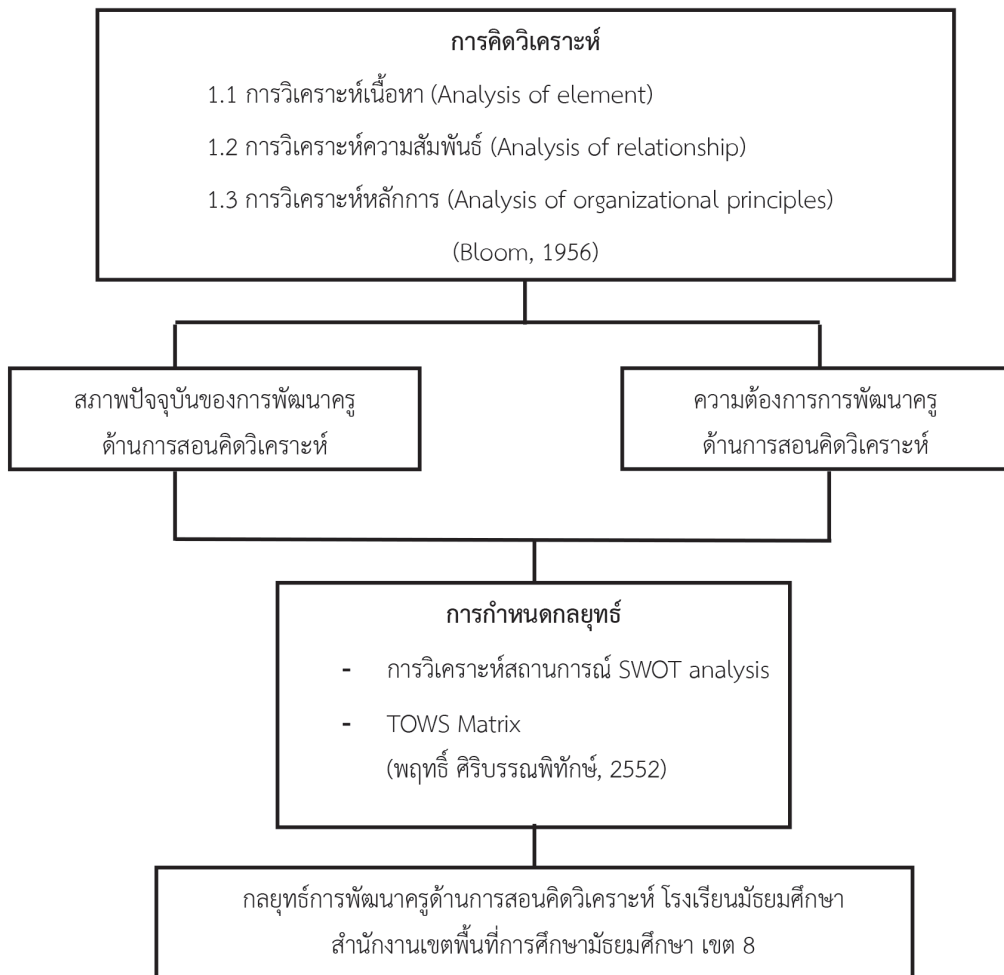 การคิดวิเคราะห์
1.1 การวิเคราะห์เนื้อหา (Analysis of element)
1.2 การวิเคราะห์ความสัมพันธ์ (Analysis of relationship)
1.3 การวิเคราะห์หลักการ (Analysis of organizational principles)
(Bloom, 1956)
สภาพปัจจุบันของการพัฒนาครู
ด้านการสอนคิดวิเคราะห์
ความต้องการการพัฒนาครู
ด้านการสอนคิดวิเคราะห์
การกำหนดกลยุทธ์
- การวิเคราะห์สถานการณ์ SWOT analysis
- TOWS Matrix
(พฤทธิ์ ศิริบรรณพิทักษ์, 2552)
กลยุทธ์การพัฒนาครูด้านการสอนคิดวิเคราะห์ โรงเรียนมัธยมศึกษา
สำนักงานเขตพื้นที่การศึกษามัธยมศึกษา เขต 8